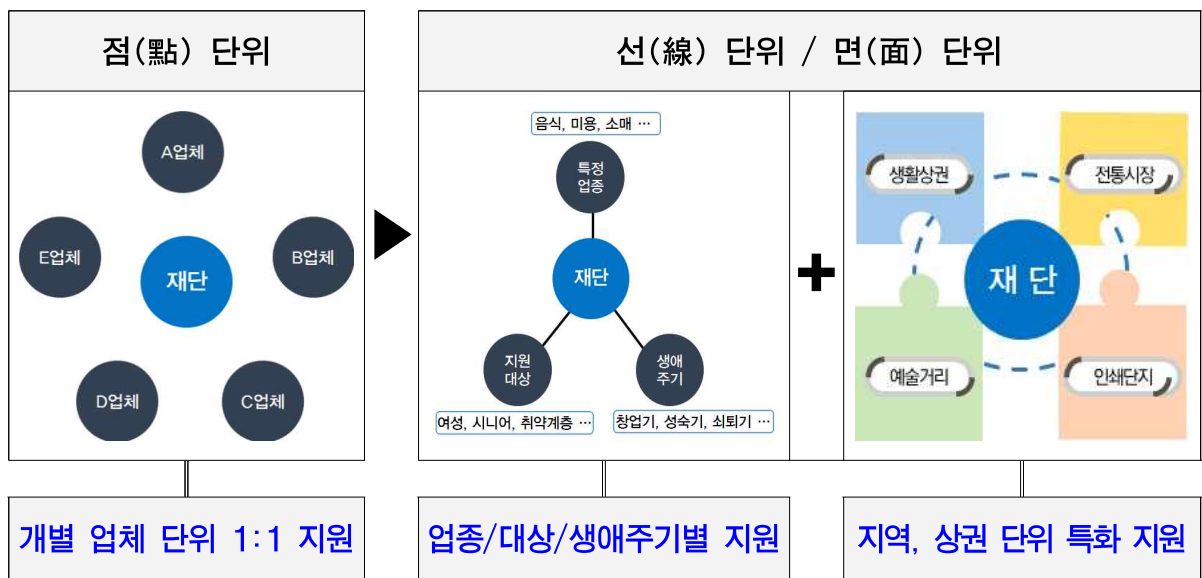 점(點) 단위
선(線) 단위 / 면(面) 단위
A업체
E업체
재단
B업체
D업체
C업체
음식, 미용, 소매 …
특정
업종
재단
지원
대상
생애
주기
여성, 시니어, 취약계층 …
창업기, 성숙기, 쇠퇴기 …
생활상권
전통시장
재 단
예술거리
인쇄단지
개별 업체 단위 1:1 지원
업종/대상/생애주기별 지원
지역, 상권 단위 특화 지원